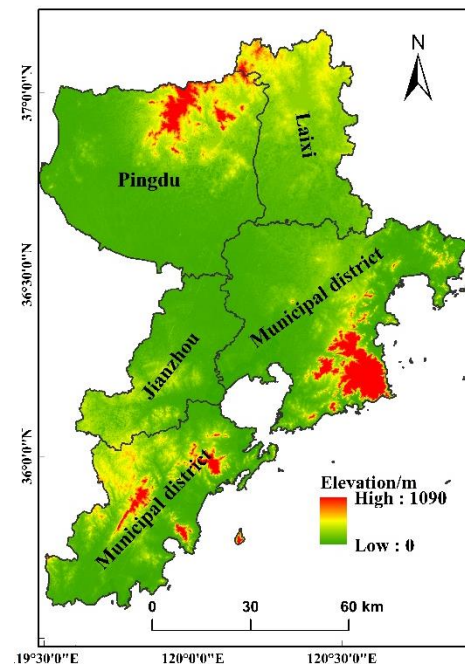 N
37°0'0"N
Laixi
Pingdu
36°30'0"N
Municipal district
Jianzhou
36°0'0"N
Municipal district
Elevation/m
High : 1090
Low : 0
0 30 60 km
19°30'0"E 120°0'0"E 120°30'0"E